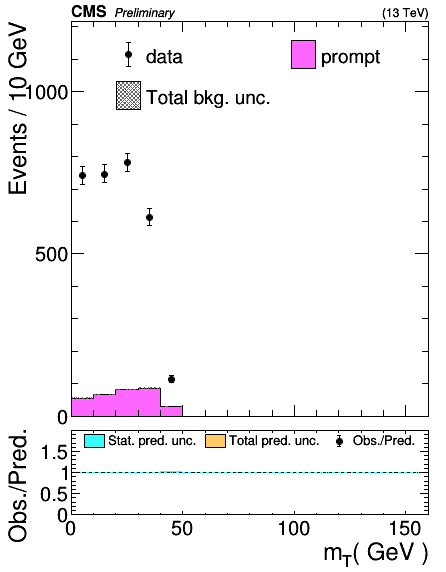 CMS Preliminary (13 TeV)
Events / 10 GeV
data
prompt
Total bkg. unc.
1000
500
0
Obs./Pred.
Stat. pred. unc.
Total pred. unc.
Obs./Pred.
1.5
1
0.5
0
0 50 100 150
m_T( GeV )